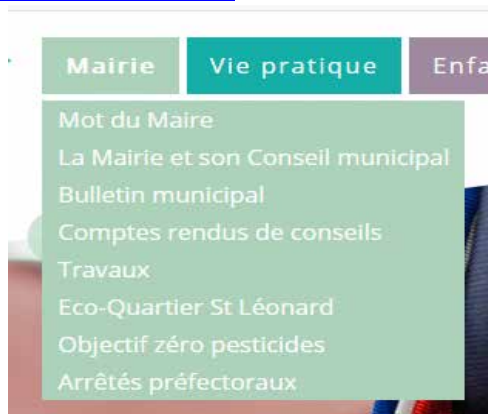 Mairie Vie pratique Enfa
Mot du Maire
La Mairie et son Conseil municipal
Bulletin municipal
Comptes rendus de conseils
Travaux
Eco-Quartier St Léonard
Objectif zéro pesticides
Arrêtés préfectoraux